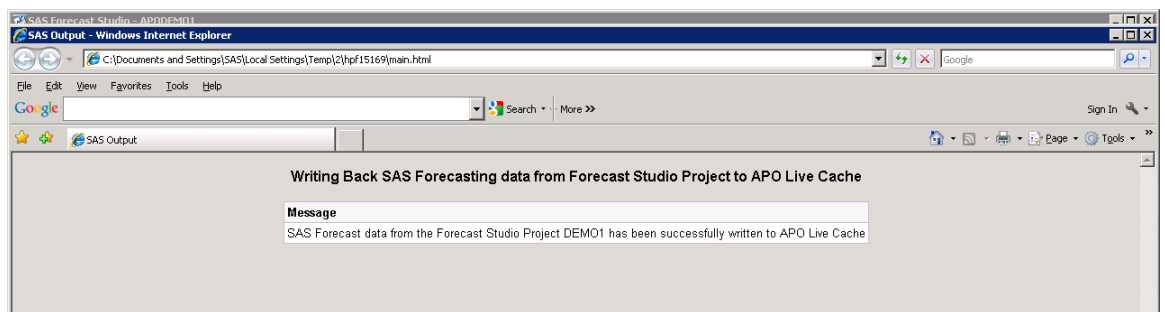 SAS Forecast Studio - APODEMO1
SAS Output - Windows Internet Explorer
C:\Documents and Settings\SAS\Local Settings\Temp\2\hpf15169\main.html
Google
File Edit View Favorites Tools Help
Google Search More >> Sign In
SAS Output Page Tools »
Writing Back SAS Forecasting data from Forecast Studio Project to APO Live Cache
Message
SAS Forecast data from the Forecast Studio Project DEMO1 has been successfully written to APO Live Cache